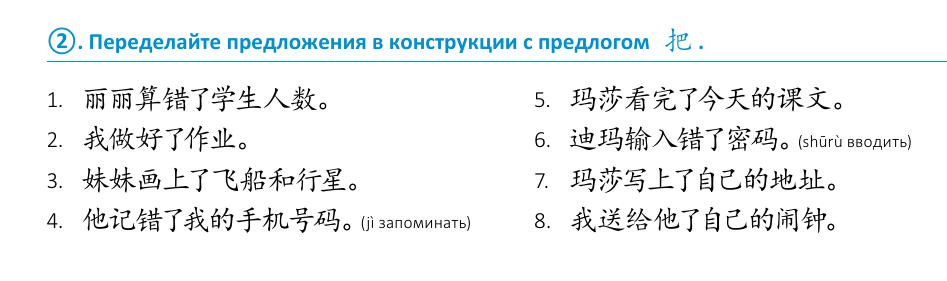 ②. Переделайте предложения в конструкции с предлогом 把 .
1. 丽丽算错了学生人数。
2. 我做好了作业。
3. 妹妹画上了飞船和行星。
4. 他记错了我的手机号码。(jì запоминать)
5. 玛莎看完了今天的课文。
6. 迪玛输入错了密码。(shūrù вводить)
7. 玛莎写上了自己的地址。
8. 我送给他了自己的闹钟。